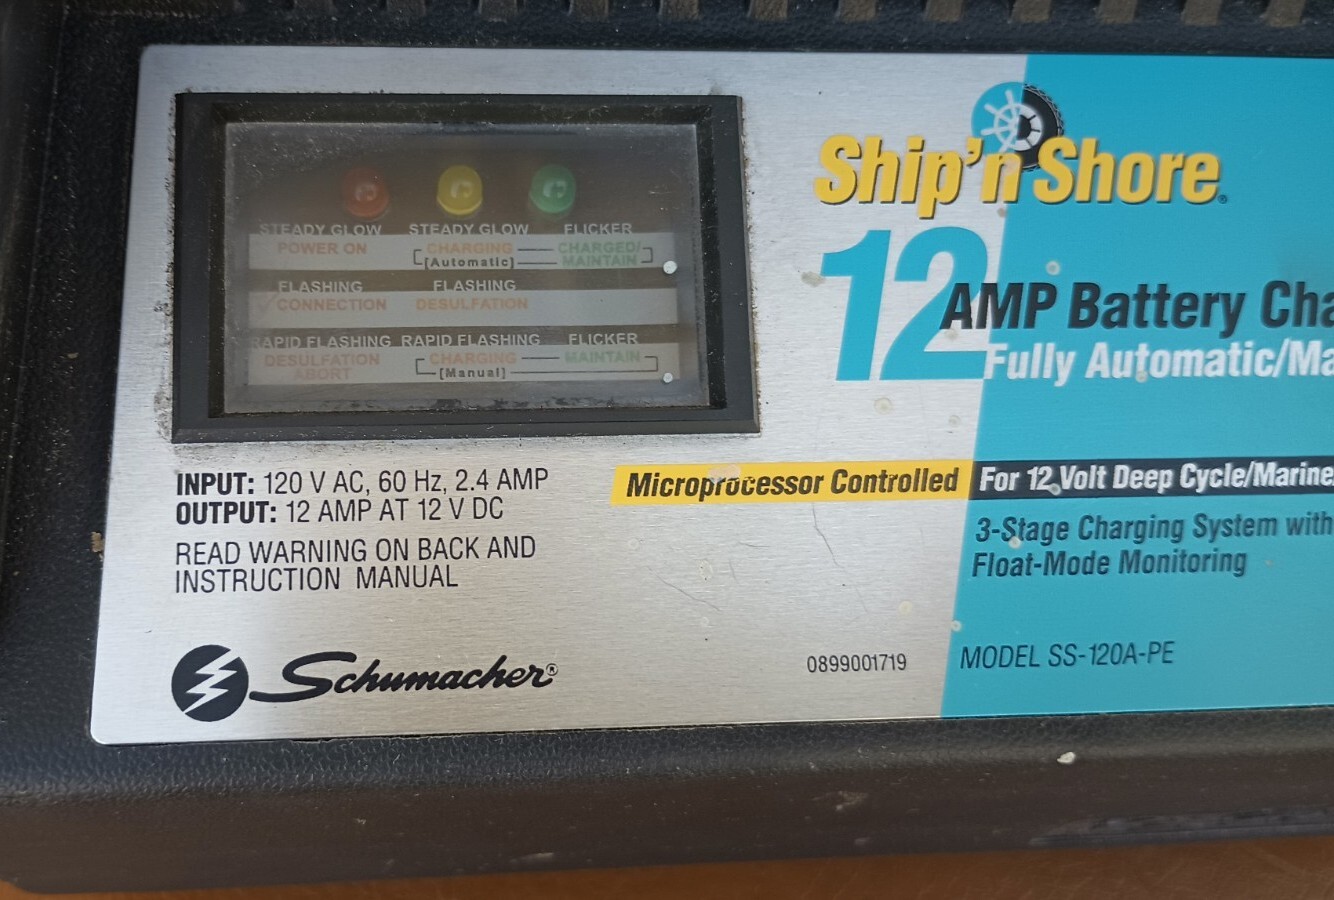 STEADY GLOW STEADY GLOW FLICKER
POWER ON CHARGING CHARGED/
[Automatic] MAINTAIN
FLASHING FLASHING
CONNECTION DESULFATION
RAPID FLASHING RAPID FLASHING FLICKER
DESULFATION CHARGING MAINTAIN
ABORT [Manual]
Ship'n Shore®
12
AMP Battery Cha
Fully Automatic/Ma
INPUT: 120 V AC, 60 Hz, 2.4 AMP
OUTPUT: 12 AMP AT 12 V DC
READ WARNING ON BACK AND
INSTRUCTION MANUAL
Microprocessor Controlled
For 12 Volt Deep Cycle/Marine/
3-Stage Charging System with
Float-Mode Monitoring
Schumacher®
0899001719
MODEL SS-120A-PE